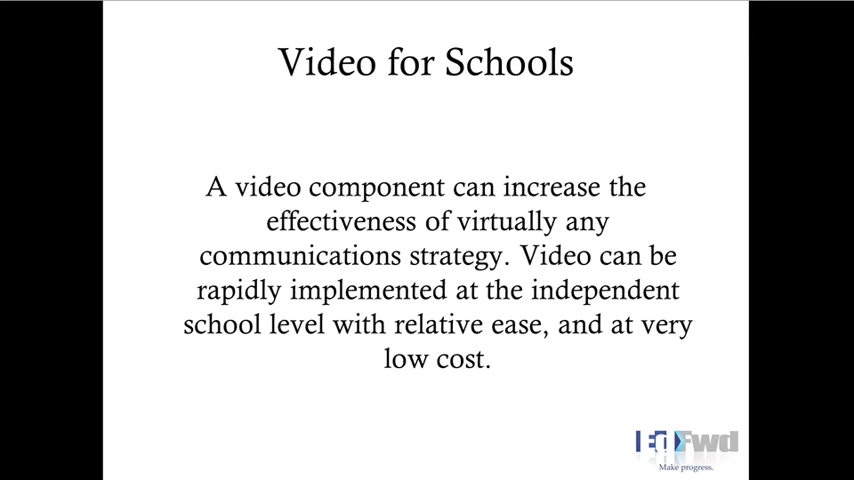 Video for Schools
A video component can increase the
effectiveness of virtually any
communications strategy. Video can be
rapidly implemented at the independent
school level with relative ease, and at very
low cost.
Fwd
Make progress.